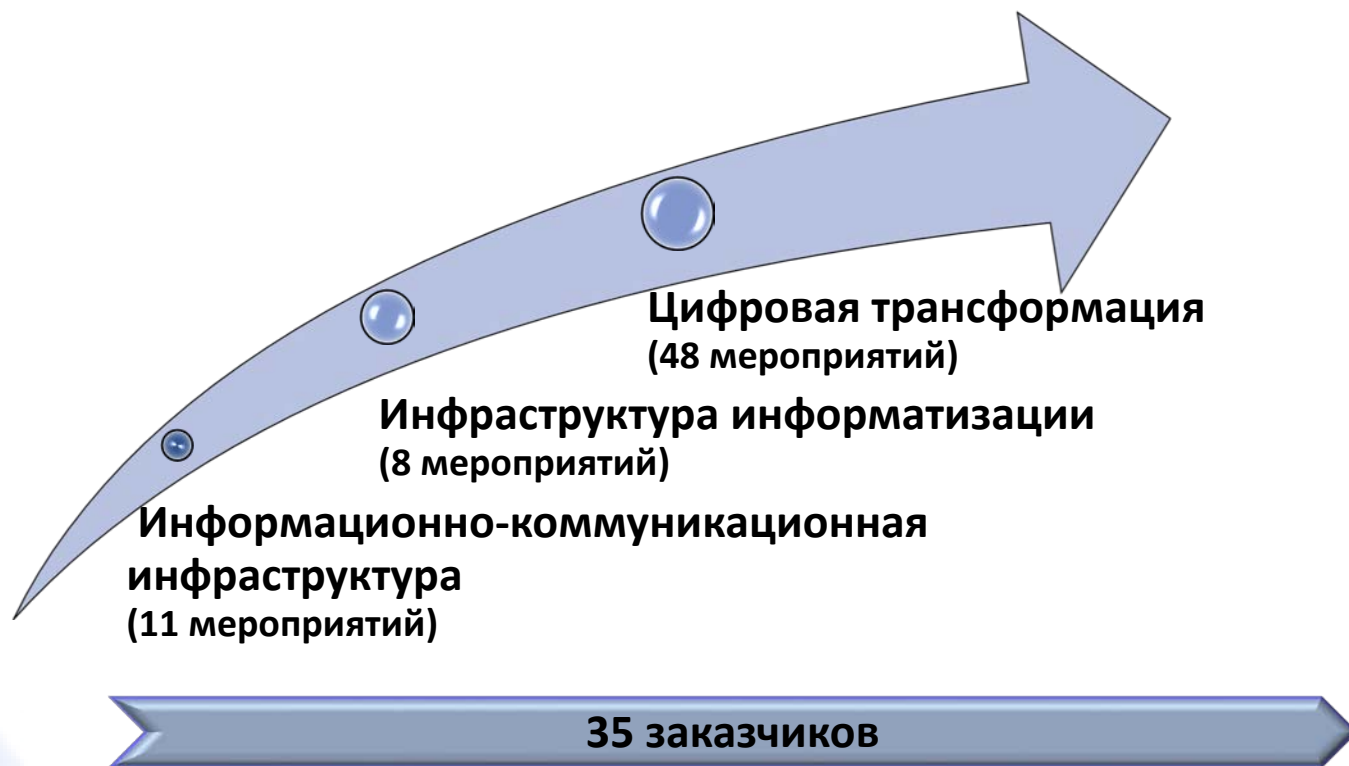 Цифровая трансформация
(48 мероприятий)
Инфраструктура информатизации
(8 мероприятий)
Информационно-коммуникационная
инфраструктура
(11 мероприятий)
35 заказчиков